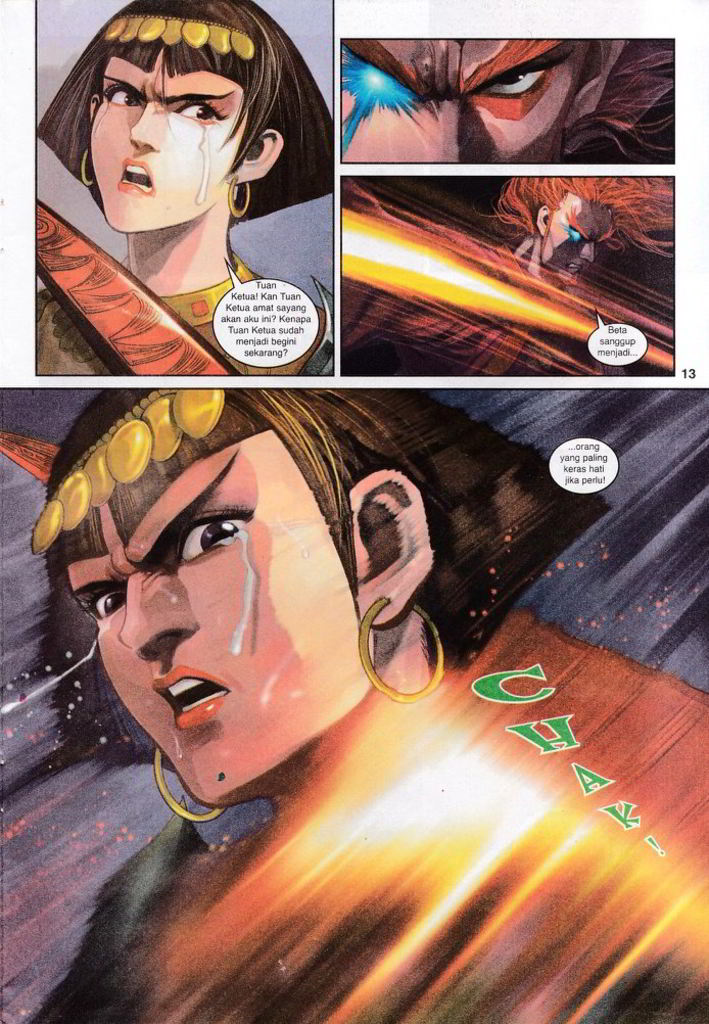 Tuan
Ketua! Kan Tuan
Ketua amat sayang
akan aku ini? Kenapa
Tuan Ketua sudah
menjadi begini
sekarang?
Beta
sanggup
menjadi...
13
...orang
yang paling
keras hati
jika perlu!
CHAK!